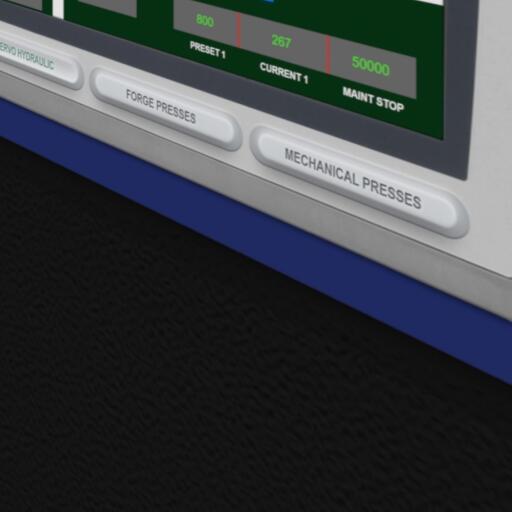 800 267 50000
PRESET 1 CURRENT 1 MAINT STOP
SERVO HYDRAULIC FORGE PRESSES MECHANICAL PRESSES